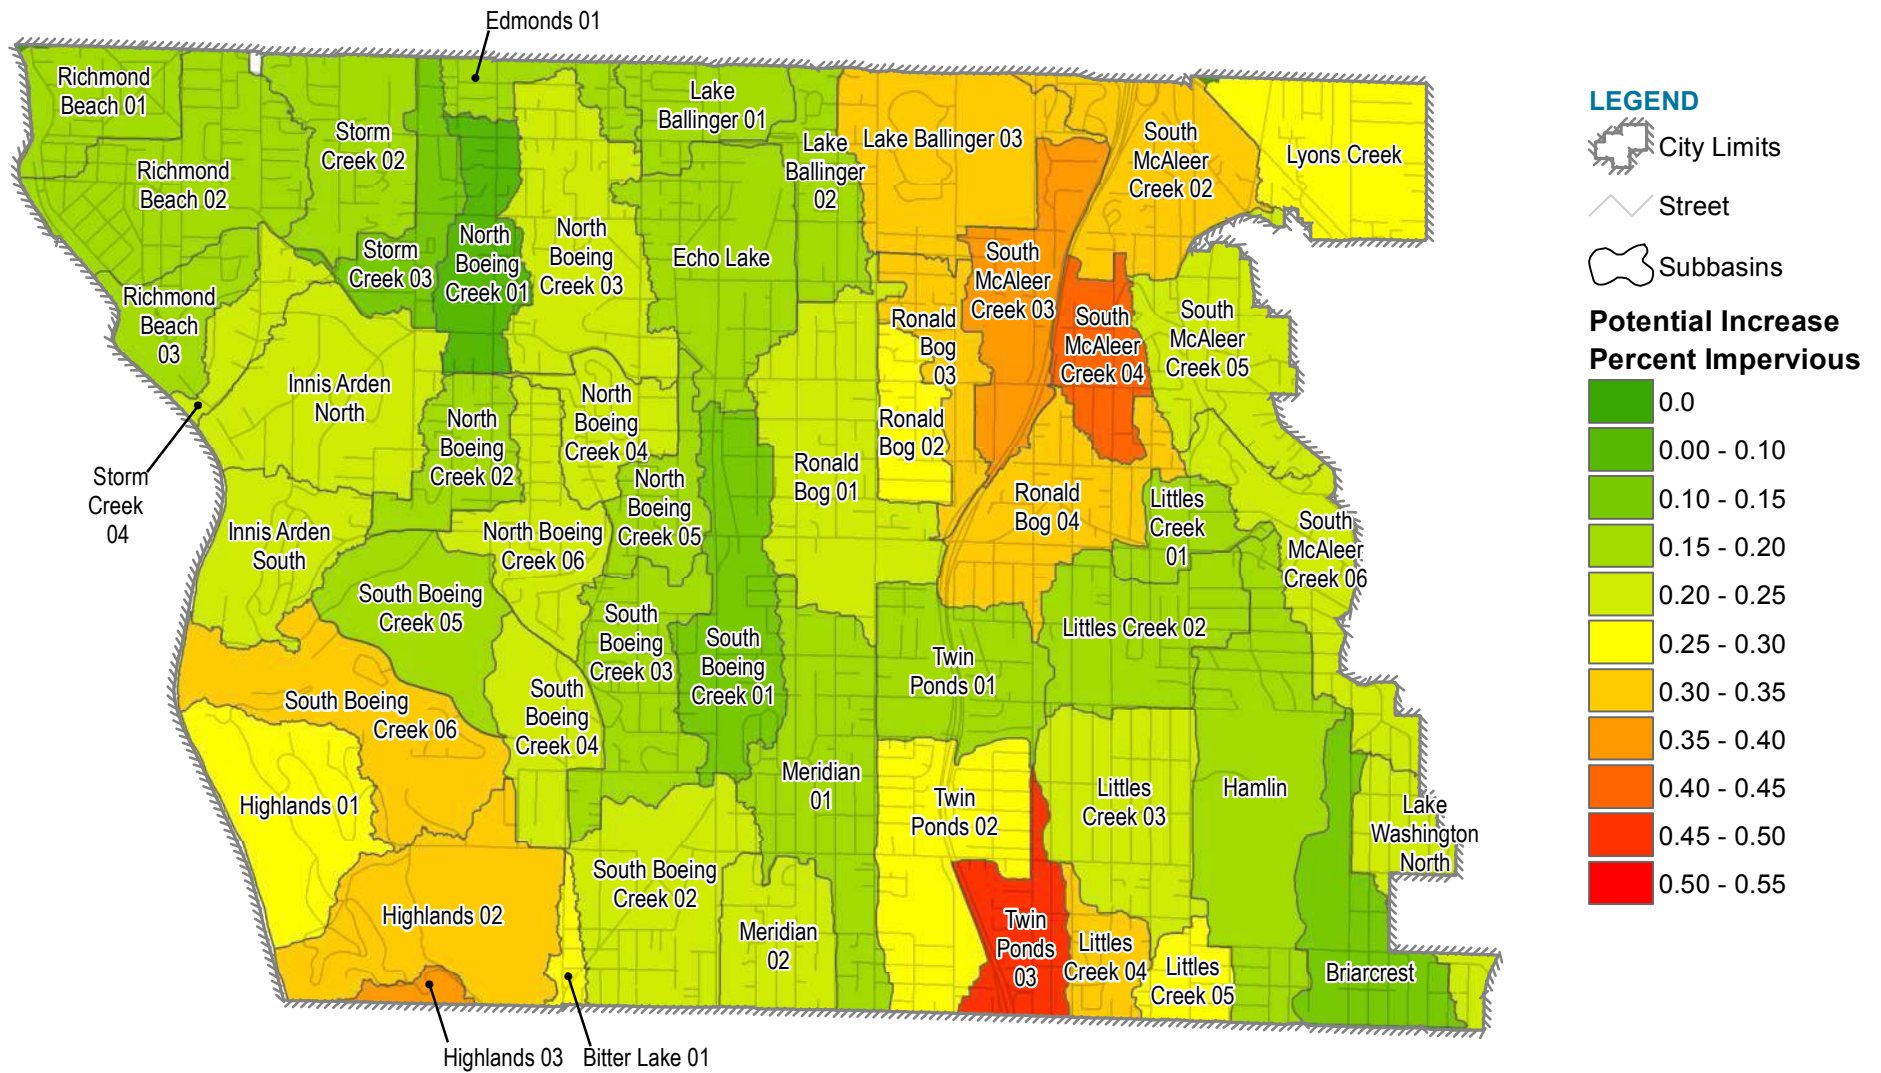 Edmonds 01
Richmond
Beach 01
Storm
Creek 02
Lake
Ballinger 01
Lake
Ballinger
02
Lake Ballinger 03
South
McAleer
Creek 02
Lyons Creek
Richmond
Beach 02
Storm
Creek 03
North
Boeing
Creek 01
North
Boeing
Creek 03
Echo Lake
South
McAleer
Creek 03
Richmond
Beach
03
Ronald
Bog
03
South
McAleer
Creek 04
South
McAleer
Creek 05
Innis Arden
North
North
Boeing
Creek 02
North
Boeing
Creek 04
Ronald
Bog 02
Storm
Creek
04
North
Boeing
Creek 05
Ronald
Bog 01
Ronald
Bog 04
Littles
Creek
01
South
McAleer
Creek 06
Innis Arden
South
North Boeing
Creek 06
South Boeing
Creek 05
South
Boeing
Creek 03
South
Boeing
Creek 01
Twin
Ponds 01
Littles Creek 02
South Boeing
Creek 06
South
Boeing
Creek 04
Highlands 01
Meridian
01
Twin
Ponds 02
Littles
Creek 03
Hamlin
Lake
Washington
North
South Boeing
Creek 02
Highlands 02
Meridian
02
Twin
Ponds
03
Littles
Creek 04
Littles
Creek 05
Briarcrest
Highlands 03
Bitter Lake 01
LEGEND
City Limits
Street
Subbasins
Potential Increase
Percent Impervious
0.0
0.00 - 0.10
0.10 - 0.15
0.15 - 0.20
0.20 - 0.25
0.25 - 0.30
0.30 - 0.35
0.35 - 0.40
0.40 - 0.45
0.45 - 0.50
0.50 - 0.55